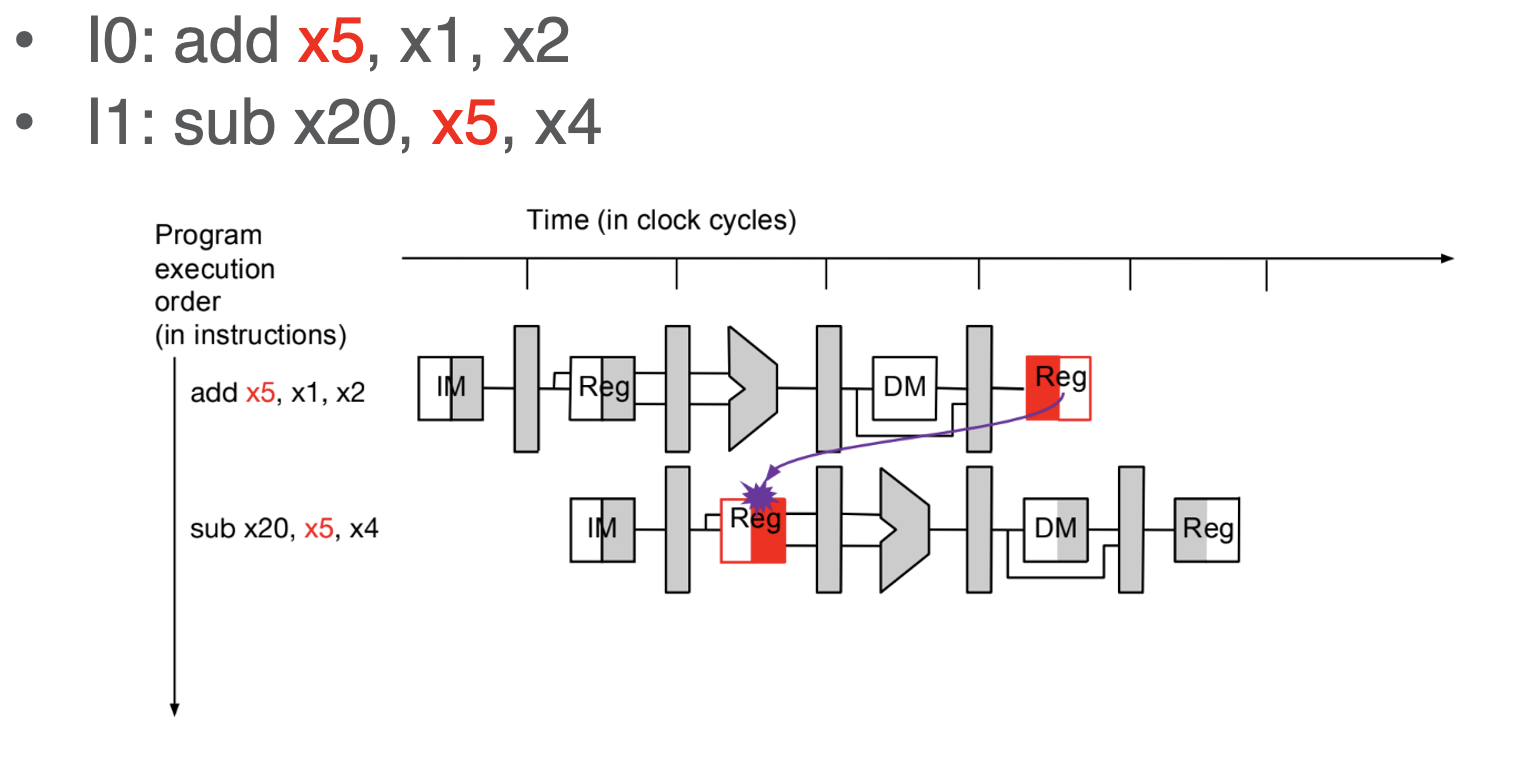 • I0: add x5, x1, x2
• I1: sub x20, x5, x4
Time (in clock cycles)
Program
execution
order
(in instructions)
add x5, x1, x2
IM
Reg
DM
Reg
sub x20, x5, x4
IM
Reg
DM
Reg